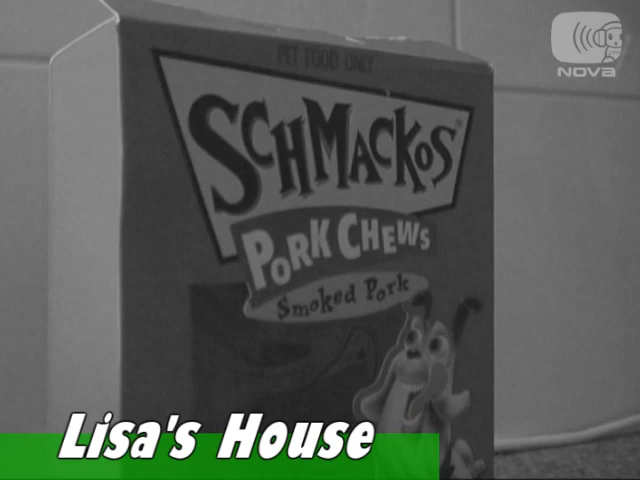 NOVA
PET FOOD ONLY
SCHMACKOS
PORK CHEWS
Smoked Pork
Lisa's House